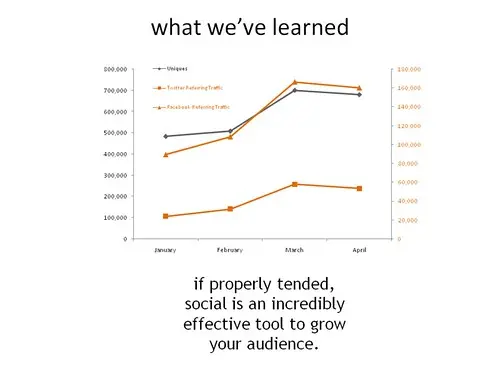 what we've learned
800,000
700,000
600,000
500,000
400,000
300,000
200,000
100,000
0
Uniques
Twitter Referring Traffic
Facebook Referring Traffic
180,000
160,000
140,000
120,000
100,000
80,000
60,000
40,000
20,000
0
January February March April
if properly tended,
social is an incredibly
effective tool to grow
your audience.